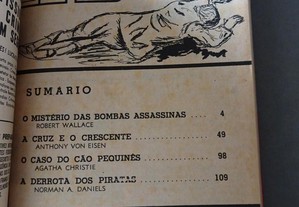 SUMARIO
O MISTÉRIO DAS BOMBAS ASSASSINAS .... 4
ROBERT WALLACE
A CRUZ E O CRESCENTE .... 49
ANTHONY VON EISEN
O CASO DO CÃO PEQUINÊS .... 98
AGATHA CHRISTIE
A DERROTA DOS PIRATAS .... 109
NORMAN A. DANIELS